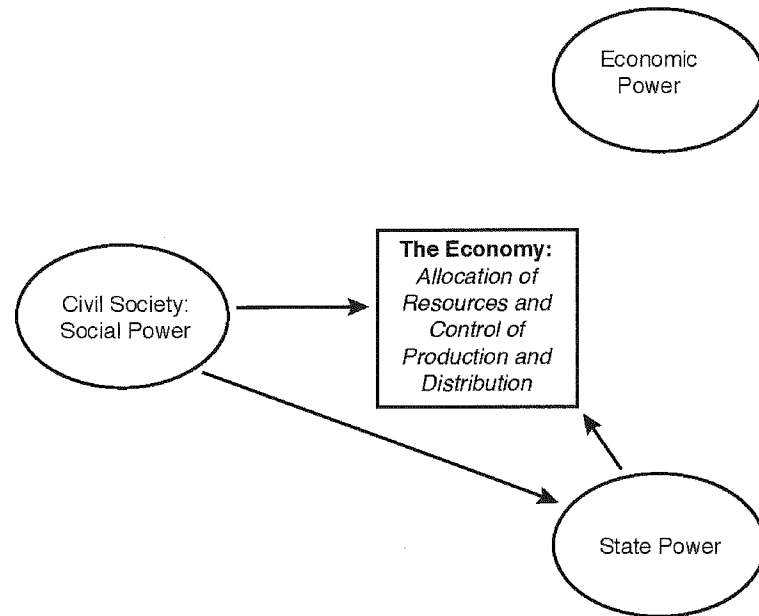 Economic
Power
The Economy:
Allocation of
Resources and
Control of
Production and
Distribution
Civil Society:
Social Power
State Power